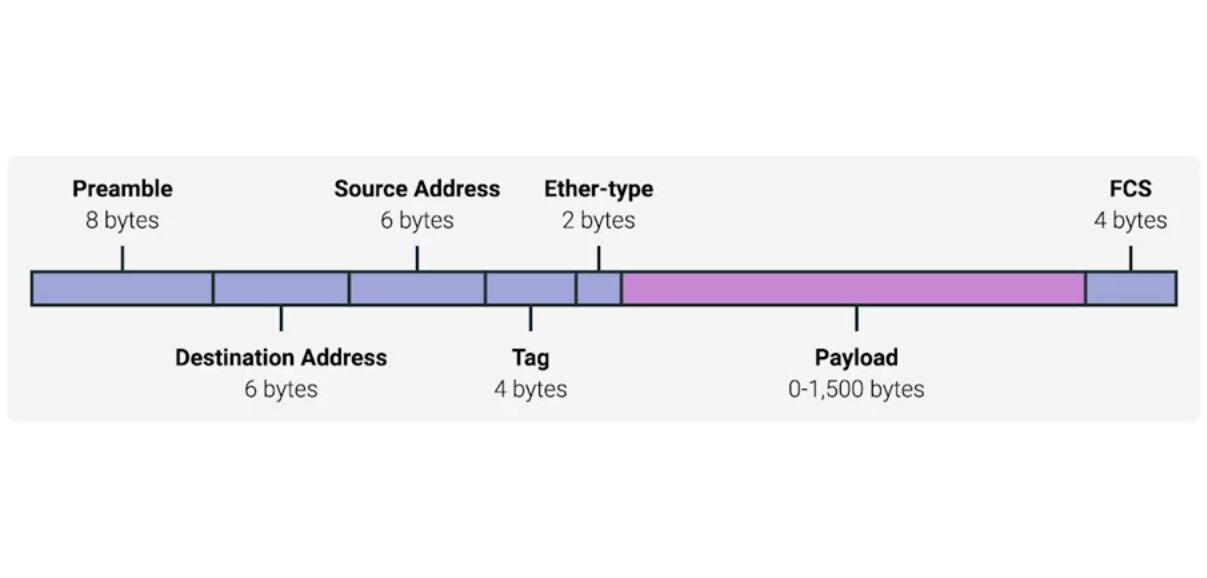 Preamble
8 bytes
Source Address
6 bytes
Ether-type
2 bytes
FCS
4 bytes
Destination Address
6 bytes
Tag
4 bytes
Payload
0-1,500 bytes